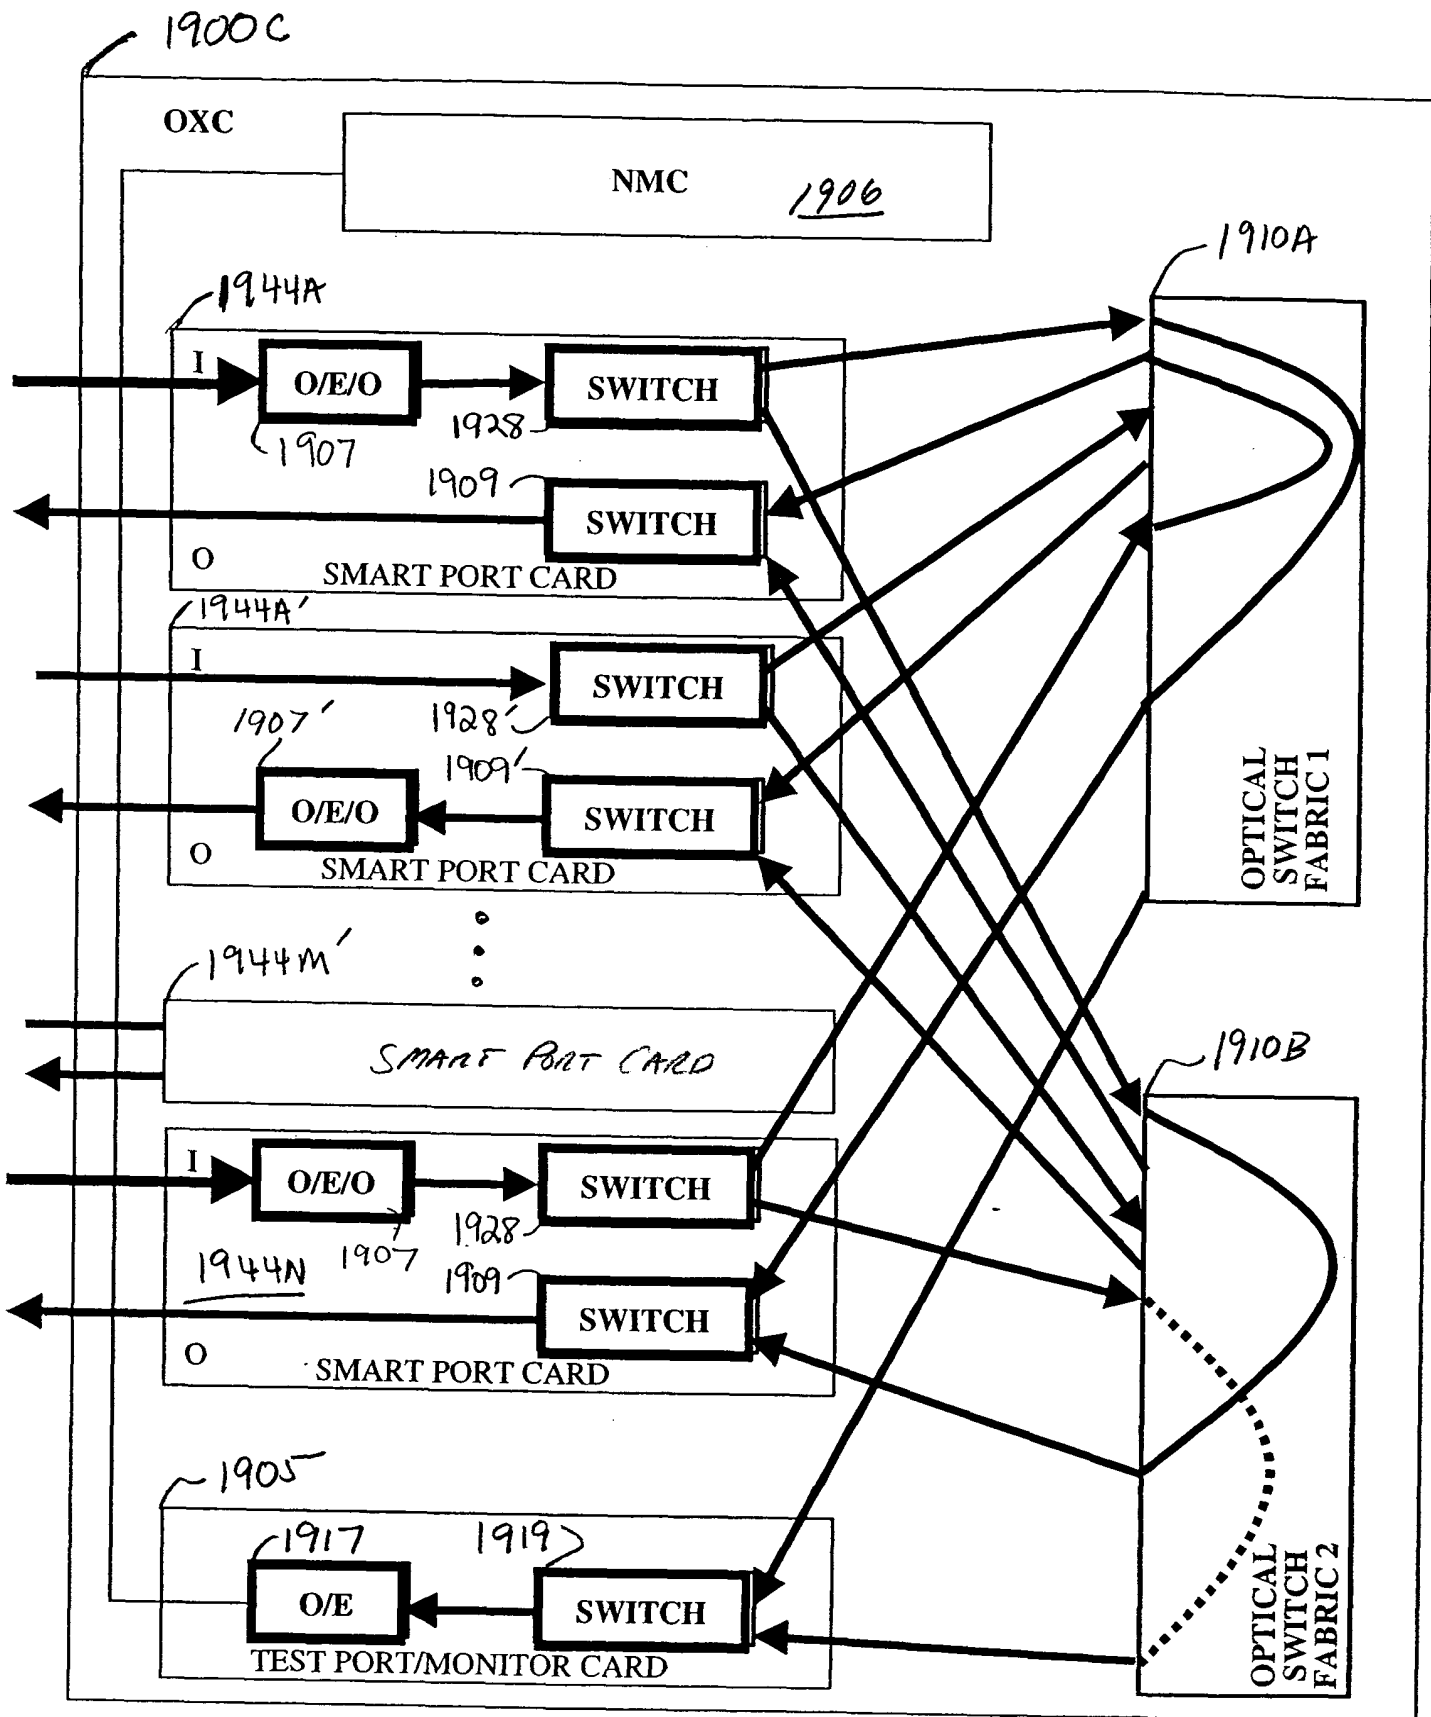 1900C
OXC
NMC
1906
1910A
1944A
I
O/E/O
SWITCH
1907
1928
1909
SWITCH
O
SMART PORT CARD
1944A'
I
SWITCH
1907'
1928'
1909'
O/E/O
SWITCH
O
SMART PORT CARD
OPTICAL
SWITCH
FABRIC 1
1944M'
SMART PORT CARD
1910B
I
O/E/O
SWITCH
1907
1928
1944N
1909
SWITCH
O
SMART PORT CARD
1905
1917
1919
O/E
SWITCH
TEST PORT/MONITOR CARD
OPTICAL
SWITCH
FABRIC 2